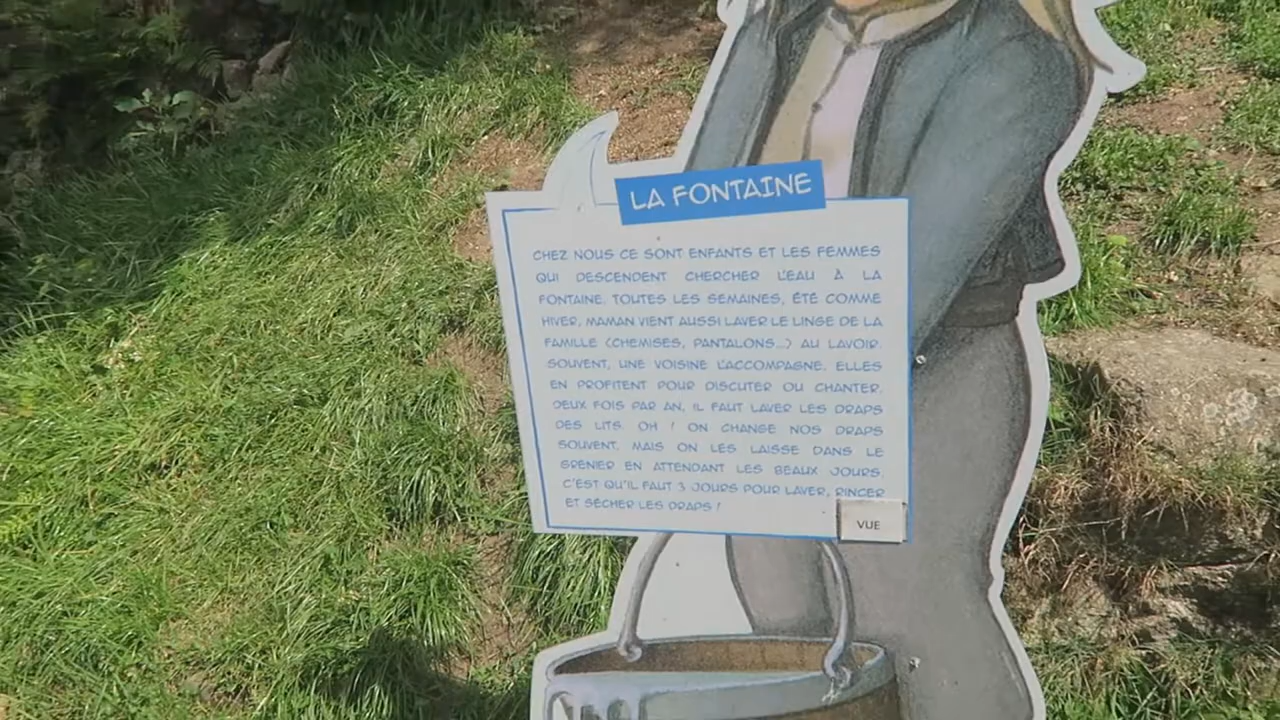 LA FONTAINE
CHEZ NOUS CE SONT ENFANTS ET LES FEMMES
QUI DESCENDENT CHERCHER L'EAU À LA
FONTAINE. TOUTES LES SEMAINES, ÉTÉ COMME
HIVER, MAMAN VIENT AUSSI LAVER LE LINGE DE LA
FAMILLE (CHEMISES, PANTALONS...) AU LAVOIR.
SOUVENT, UNE VOISINE L'ACCOMPAGNE. ELLES
EN PROFITENT POUR DISCUTER OU CHANTER.
DEUX FOIS PAR AN, IL FAUT LAVER LES DRAPS
DES LITS. OH ! ON CHANGE NOS DRAPS
SOUVENT, MAIS ON LES LAISSE DANS LE
GRENIER EN ATTENDANT LES BEAUX JOURS.
C'EST QU'IL FAUT 3 JOURS POUR LAVER, RINCER
ET SÉCHER LES DRAPS !
VUE